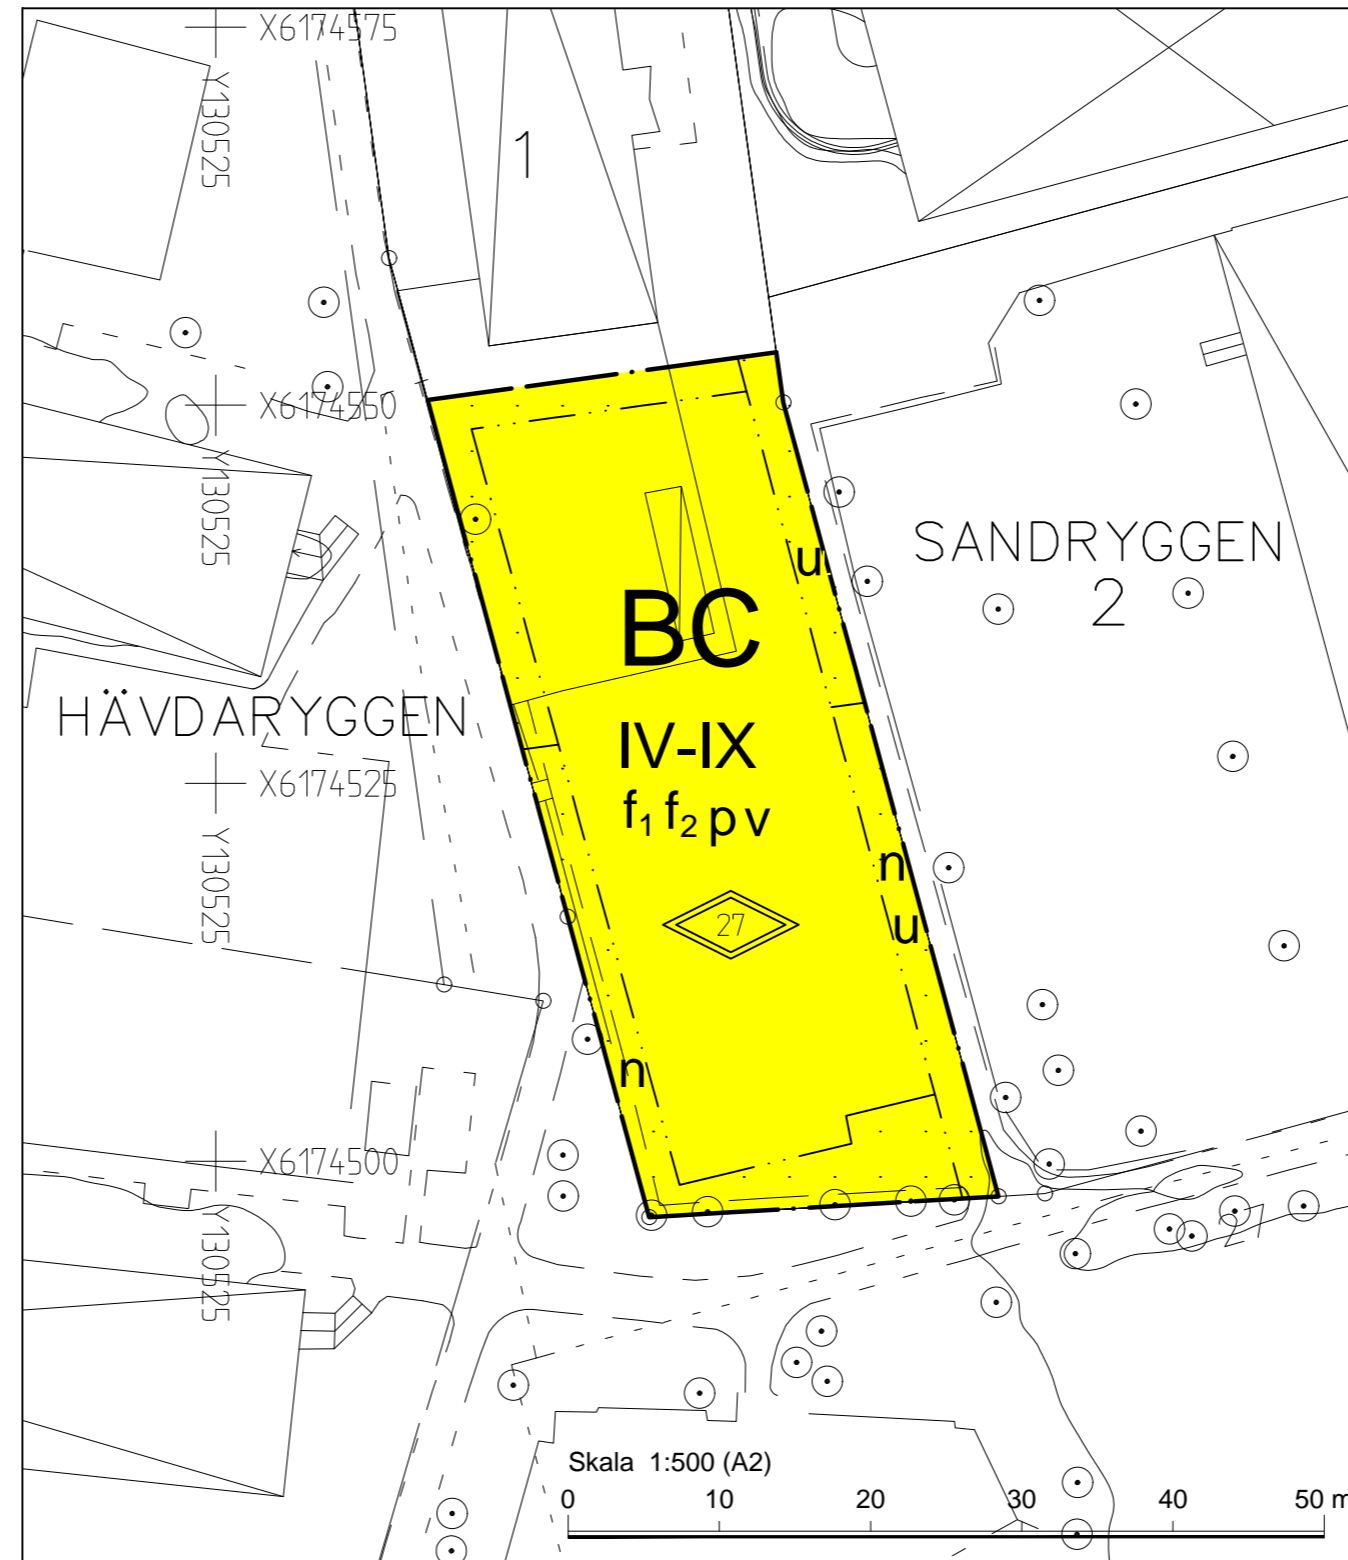 X6174575
Y130525
1
X6174550
Y130525
SANDRYGGEN
2
u
BC
HÄVDARYGGEN
IV-IX
X6174525
f₁ f₂ p v
Y130525
n
27
u
n
X6174500
Y130525
27
Skala 1:500 (A2)
0 10 20 30 40 50 m